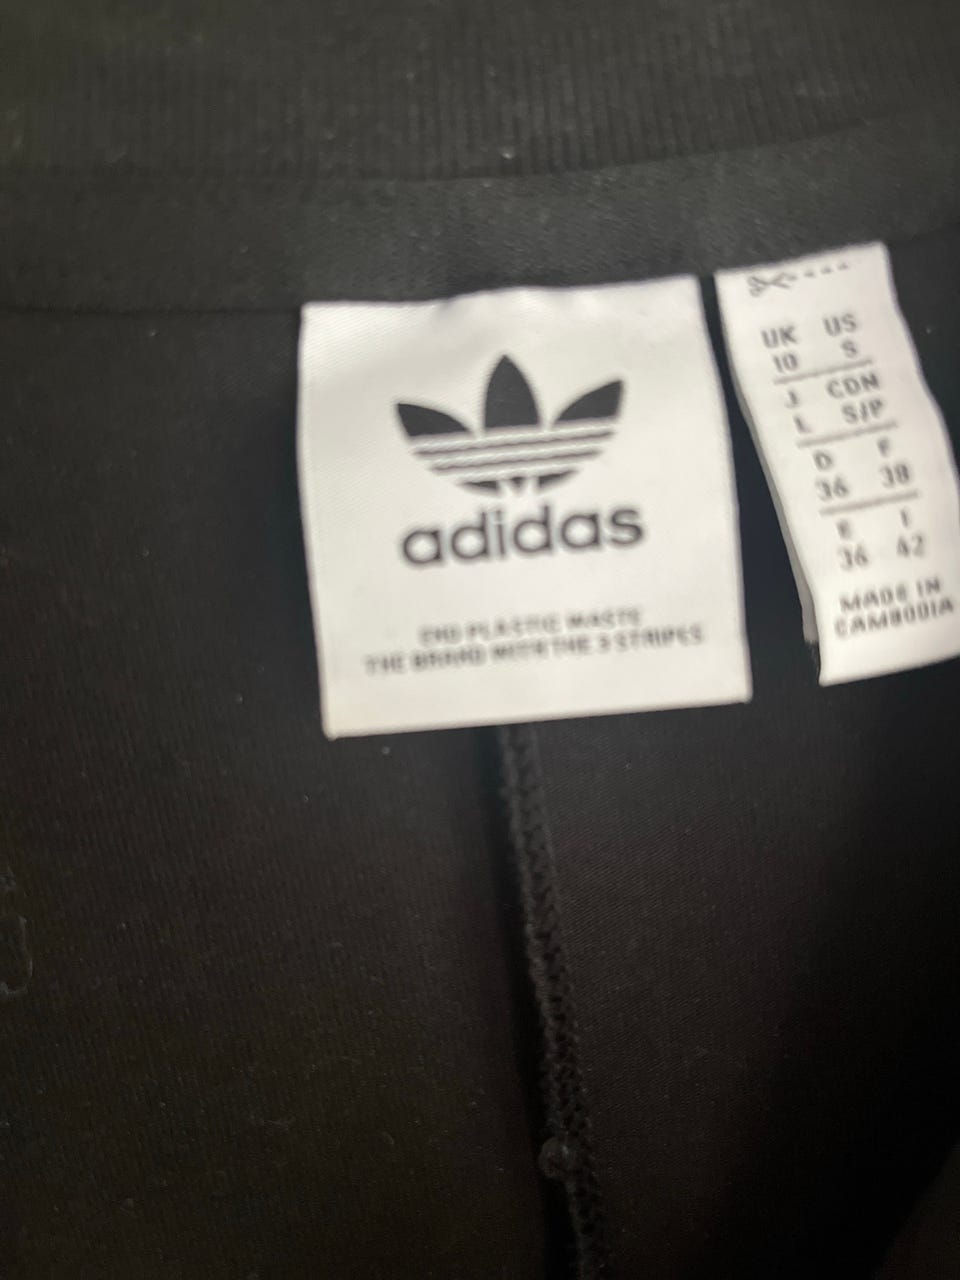 adidas
END PLASTIC WASTE
THE BRAND WITH THE 3 STRIPES
UK US
10 S
J CDN
L S/P
D F
36 38
E I
36 42
MADE IN
CAMBODIA